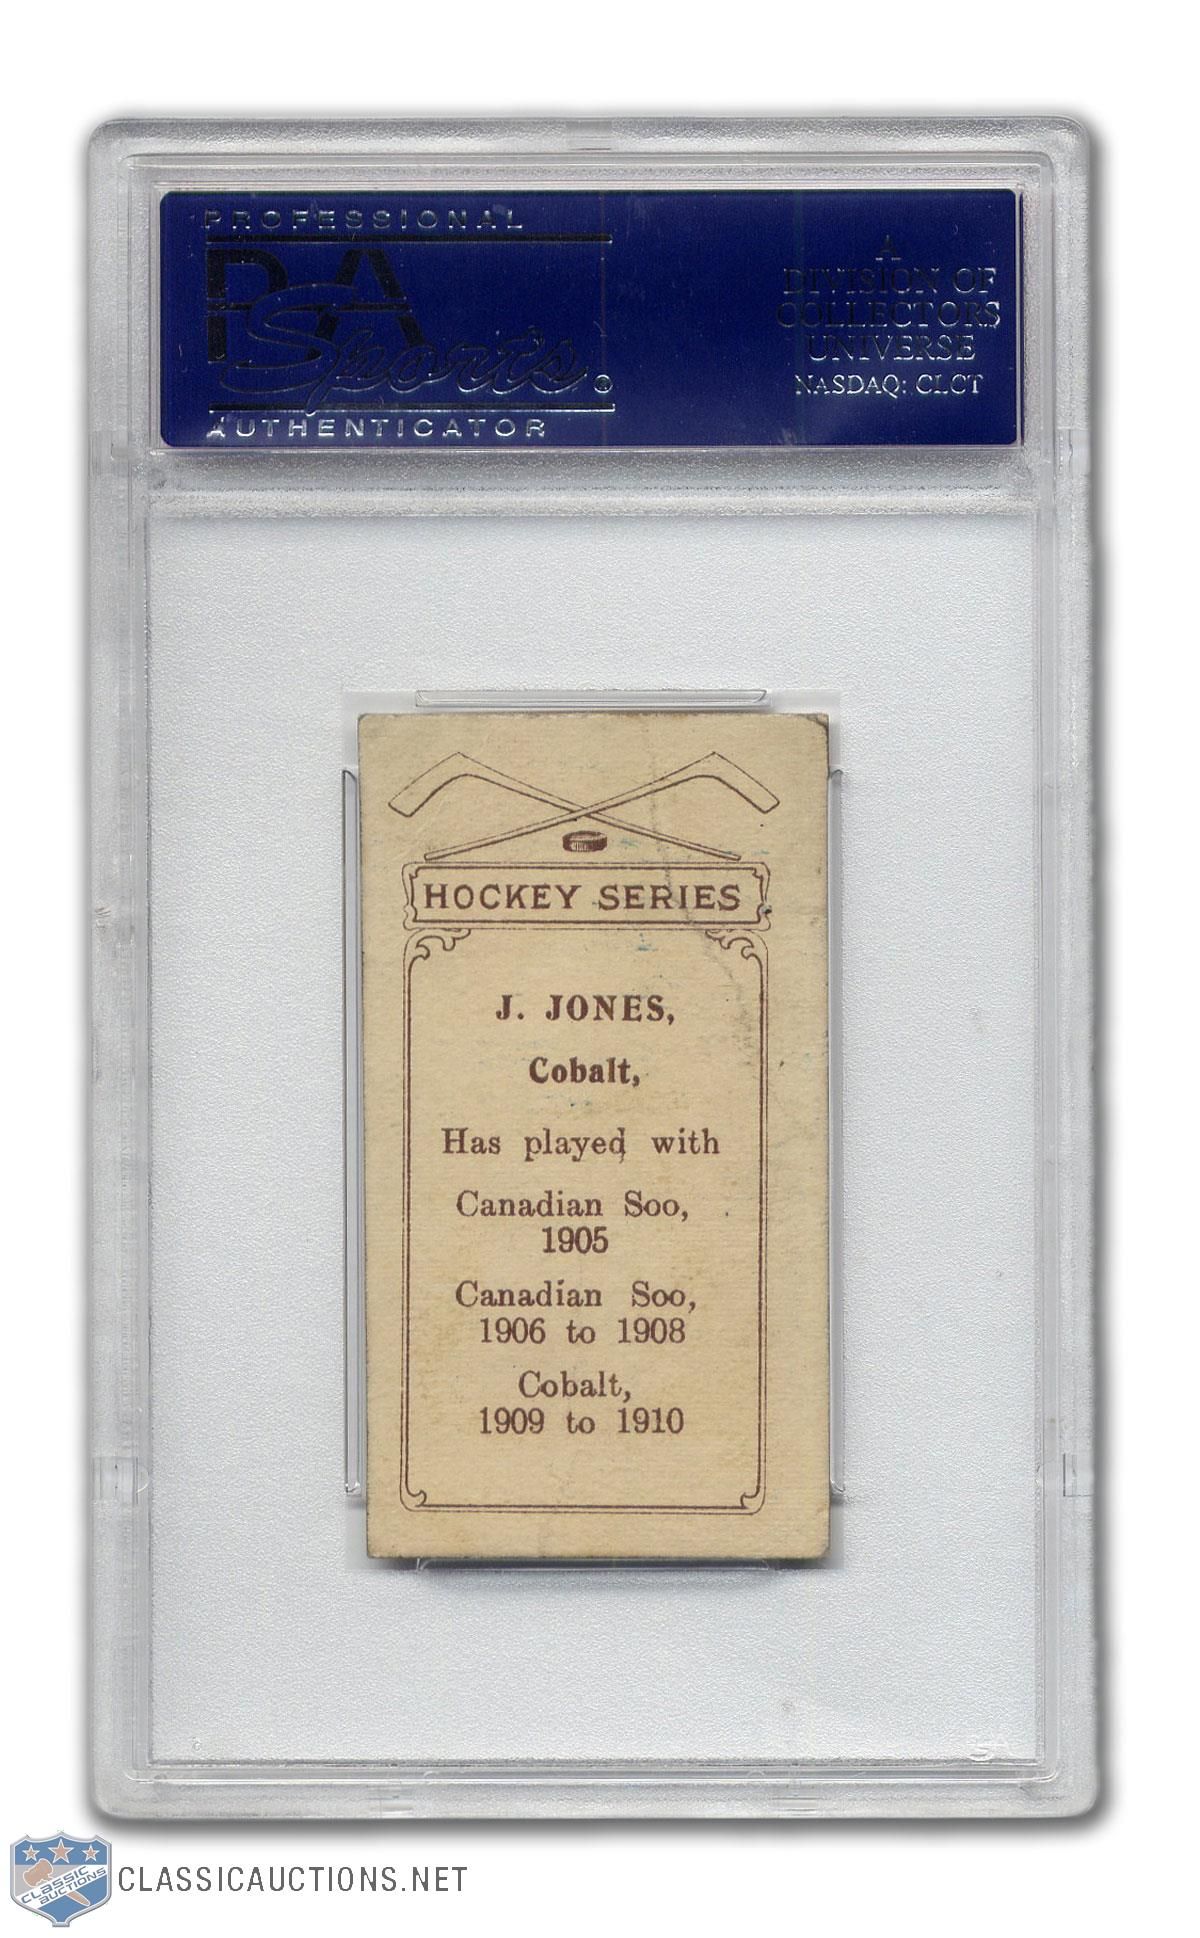 PROFESSIONAL
PSA
Sports®
AUTHENTICATOR
A
DIVISION OF
COLLECTORS
UNIVERSE
NASDAQ: CLCT
HOCKEY SERIES
J. JONES,
Cobalt,
Has played with
Canadian Soo,
1905
Canadian Soo,
1906 to 1908
Cobalt,
1909 to 1910
CLASSIC
AUCTIONS
CLASSICAUCTIONS.NET